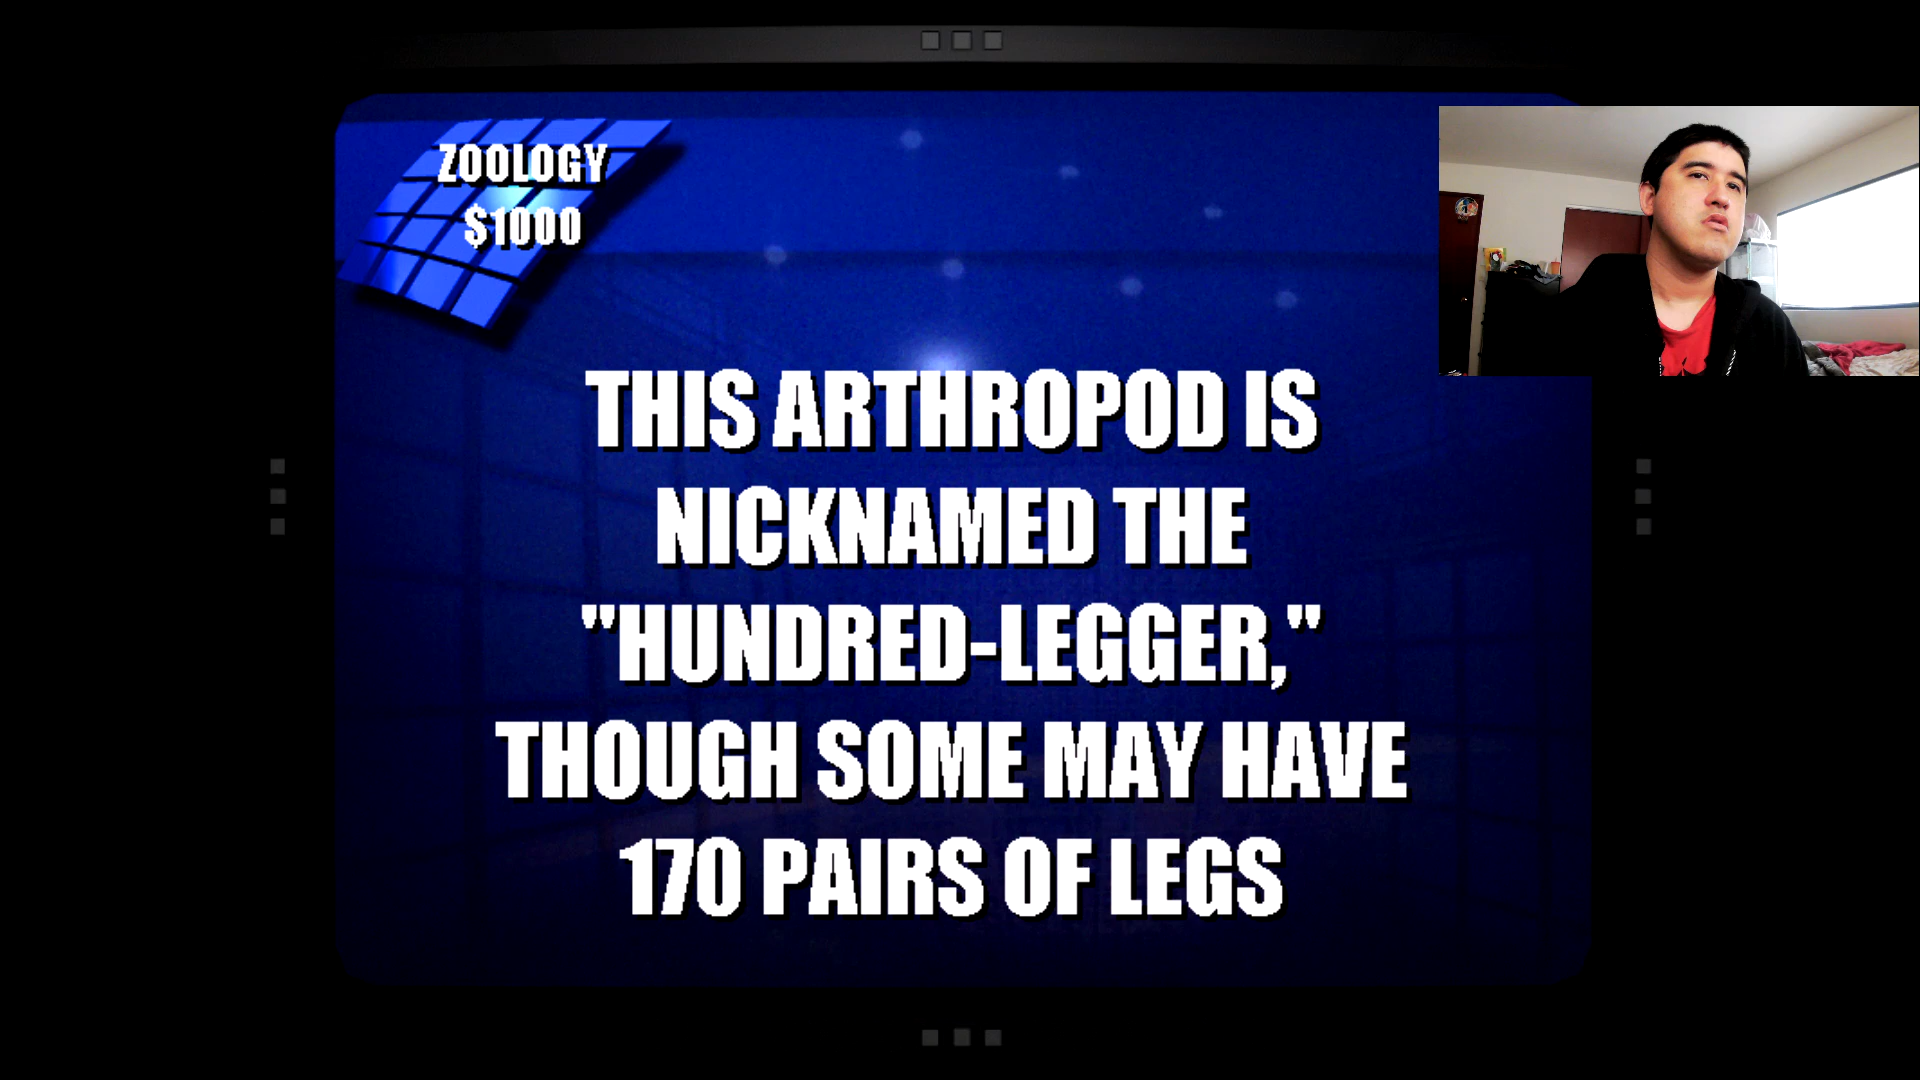 ZOOLOGY
$1000
THIS ARTHROPOD IS
NICKNAMED THE
"HUNDRED-LEGGER,"
THOUGH SOME MAY HAVE
170 PAIRS OF LEGS